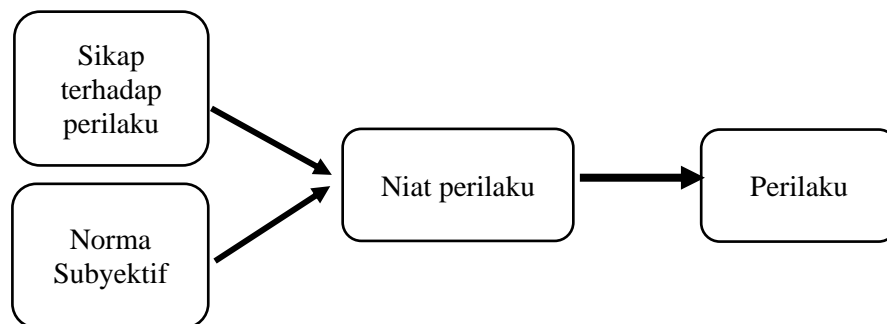 Sikap
terhadap
perilaku
Norma
Subyektif
Niat perilaku
Perilaku